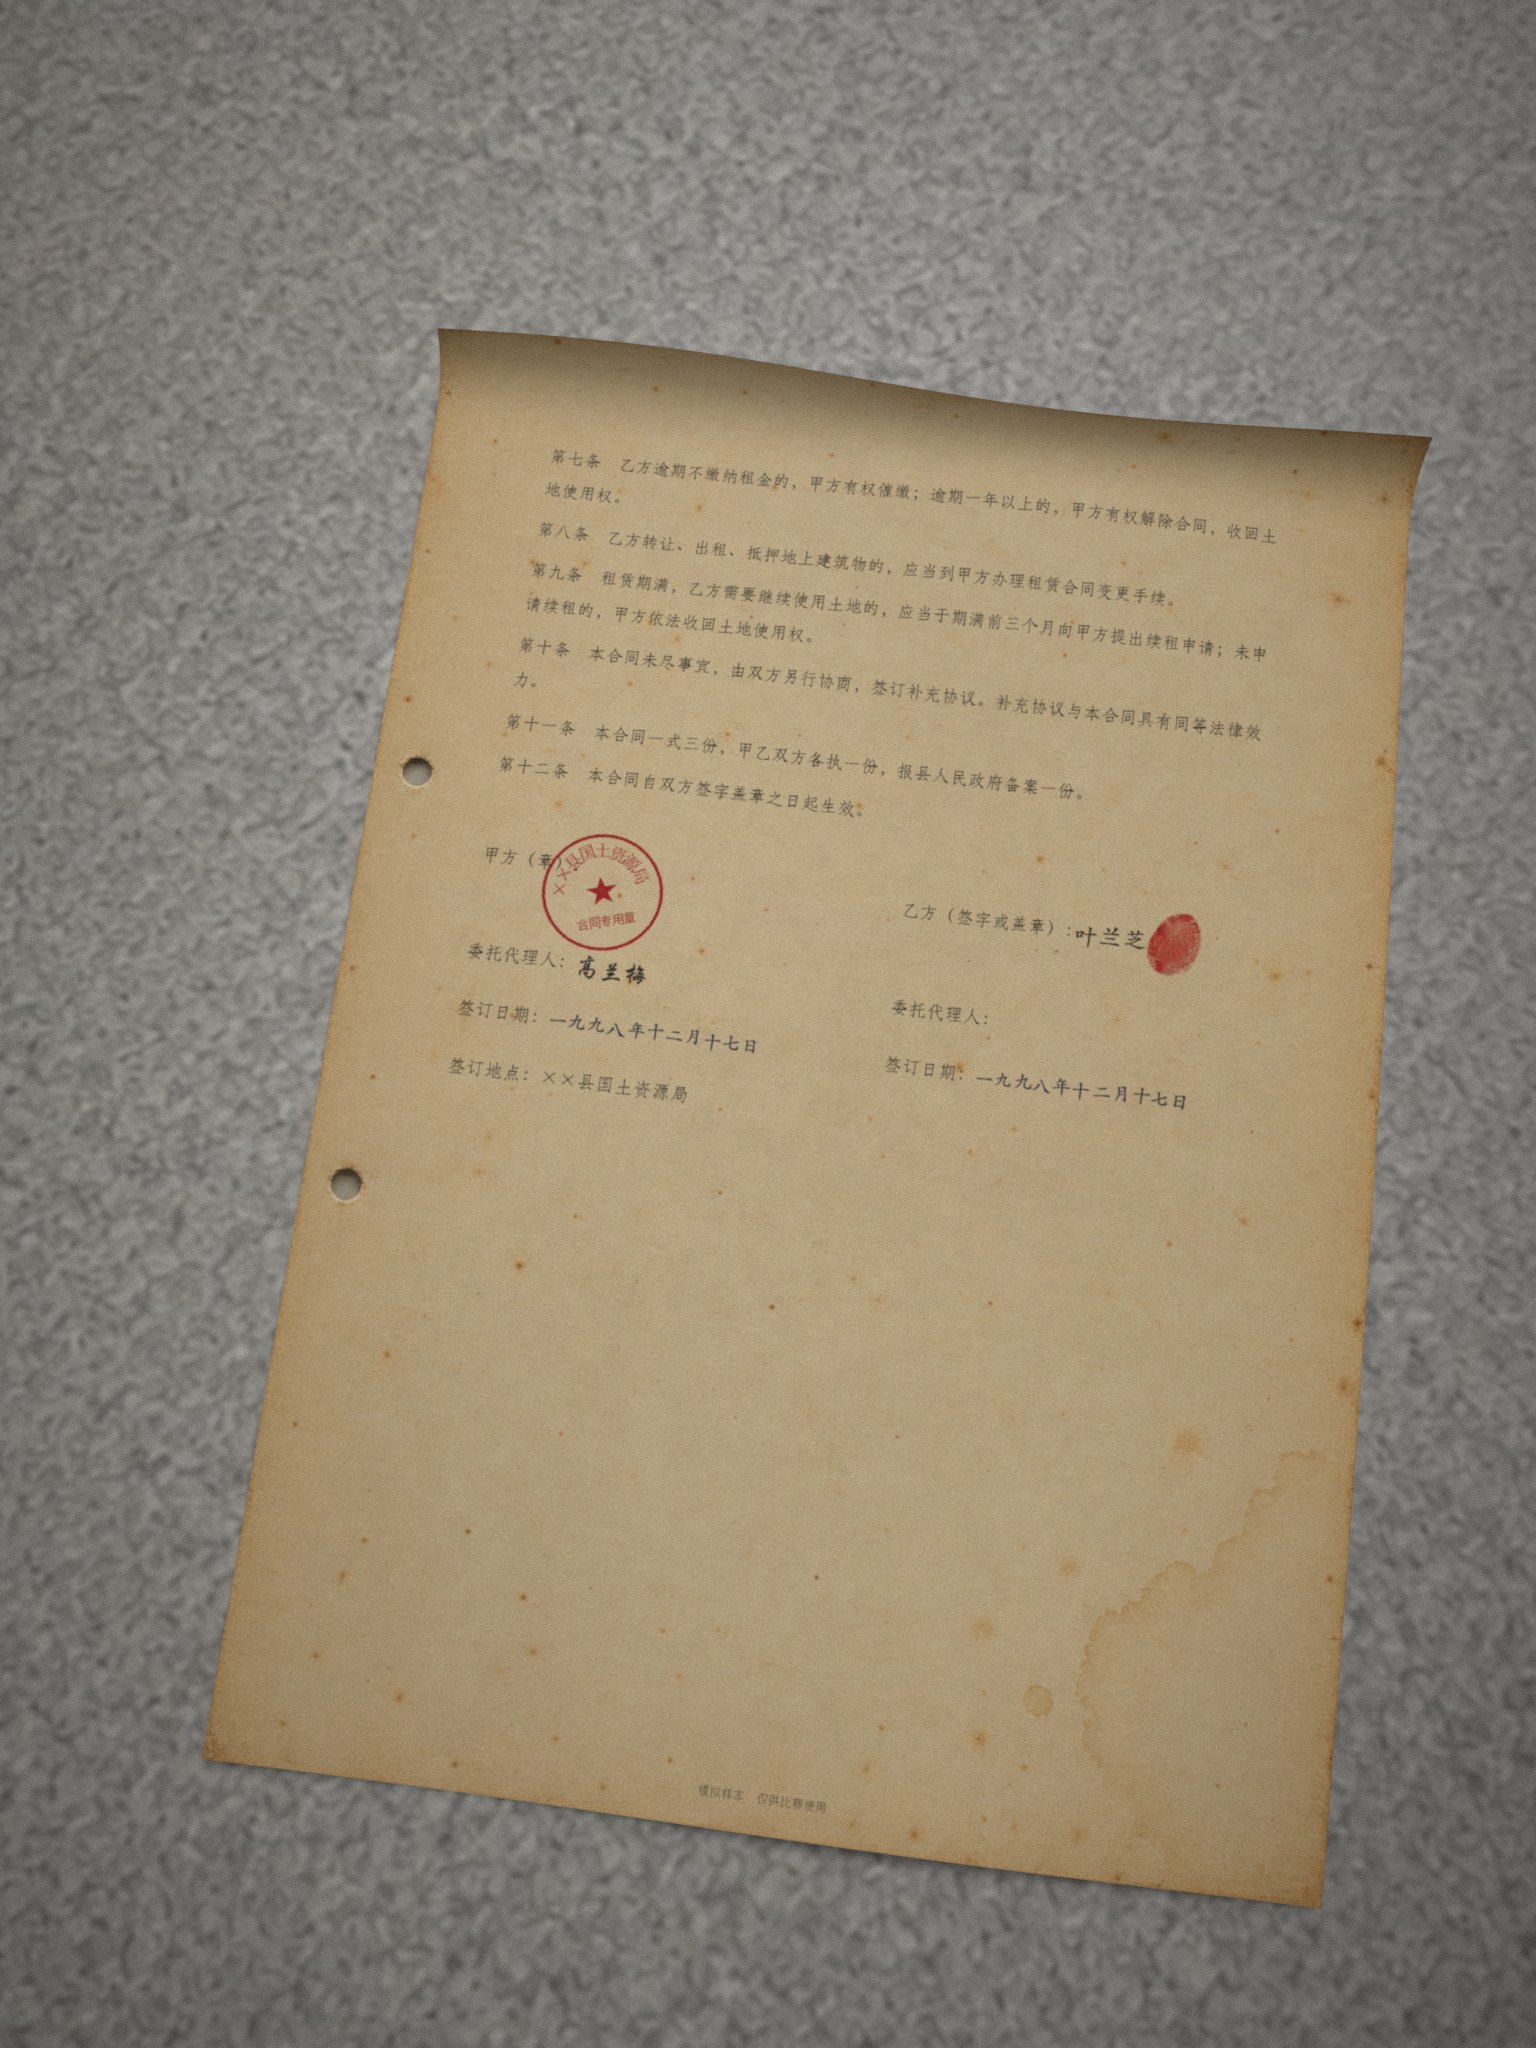 第七条　乙方逾期不缴纳租金的，甲方有权催缴；逾期一年以上的，甲方有权解除合同，收回土
地使用权。
第八条　乙方转让、出租、抵押地上建筑物的，应当到甲方办理租赁合同变更手续。
第九条　租赁期满，乙方需要继续使用土地的，应当于期满前三个月向甲方提出续租申请；未申
请续租的，甲方依法收回土地使用权。
第十条　本合同未尽事宜，由双方另行协商，签订补充协议。补充协议与本合同具有同等法律效
力。
第十一条　本合同一式三份，甲乙双方各执一份，报县人民政府备案一份。
第十二条　本合同自双方签字盖章之日起生效。
甲方（章）
××县国土资源局
合同专用章
委托代理人：高兰梅
签订日期：一九九八年十二月十七日
签订地点：××县国土资源局
乙方（签字或盖章）：叶兰芝
委托代理人：
签订日期：一九九八年十二月十七日
模拟样本　仅供比赛使用